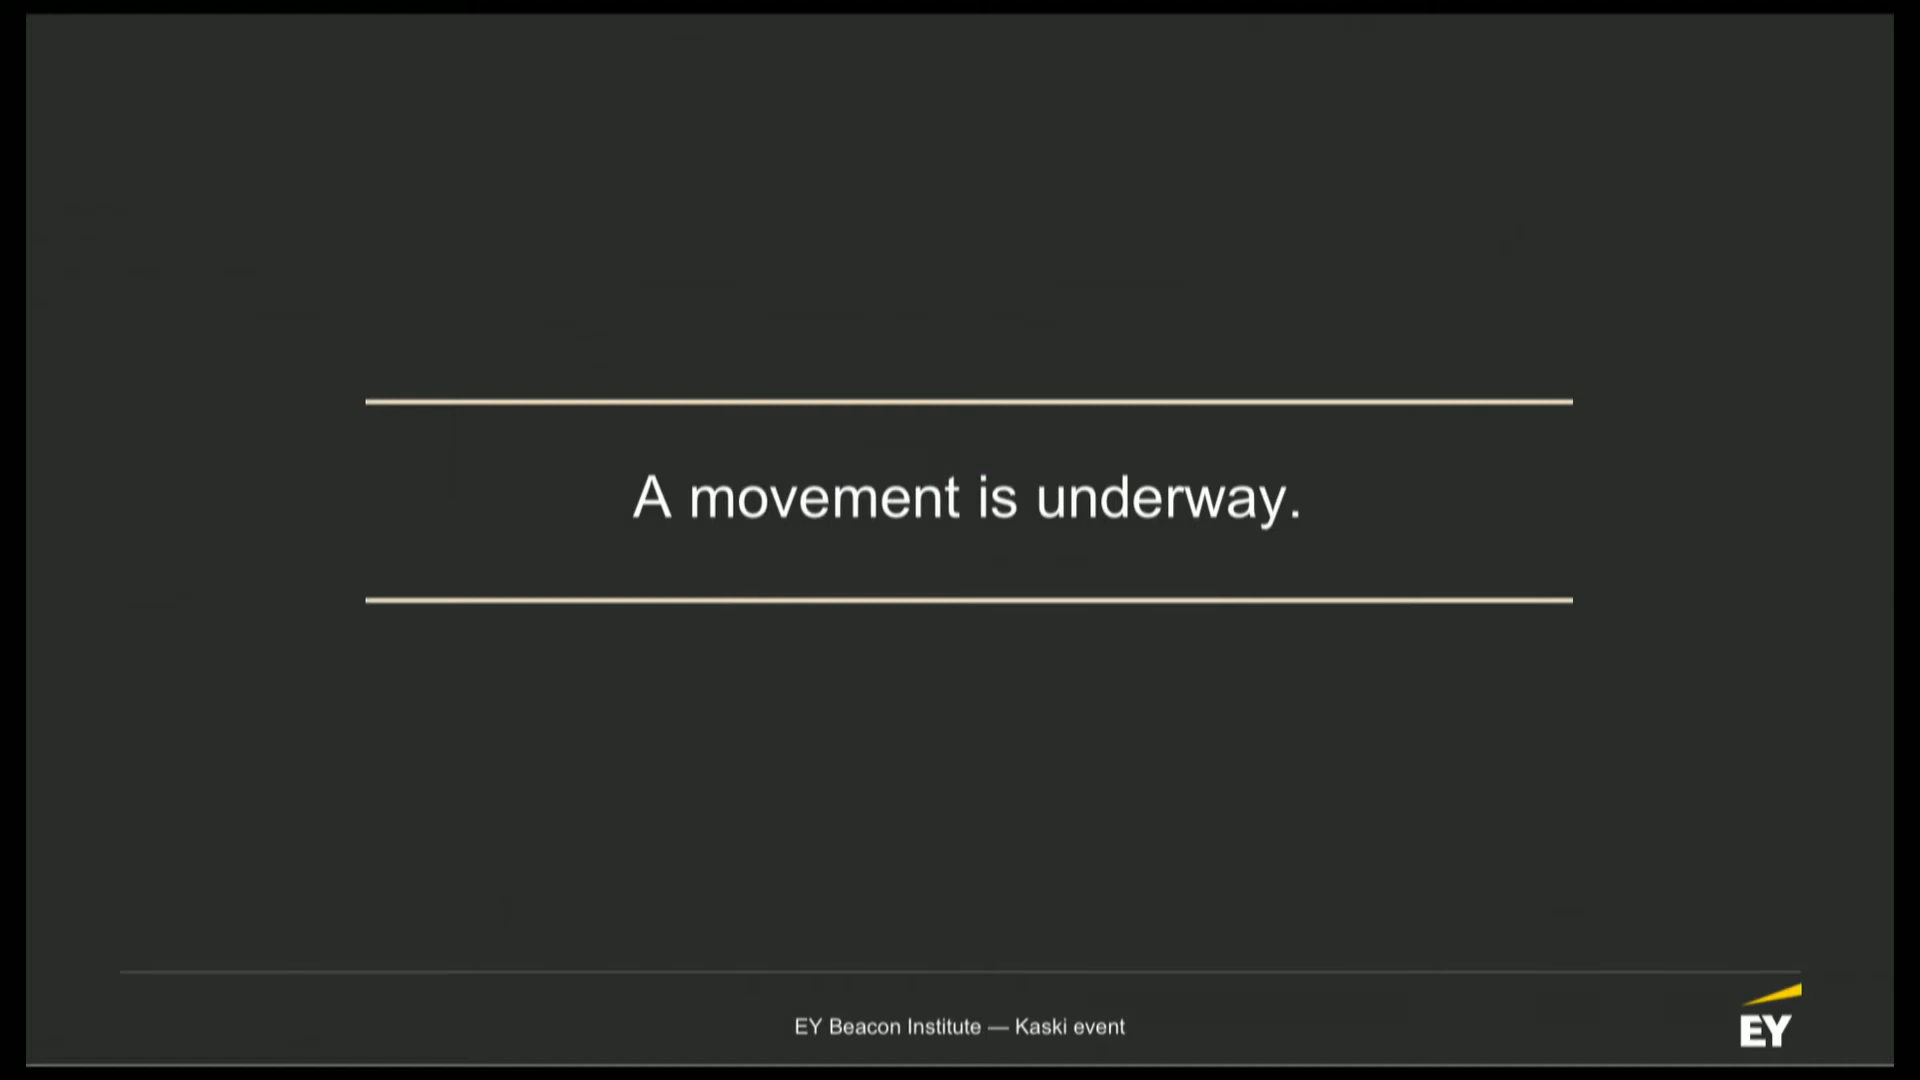 A movement is underway.
EY Beacon Institute — Kaski event
EY